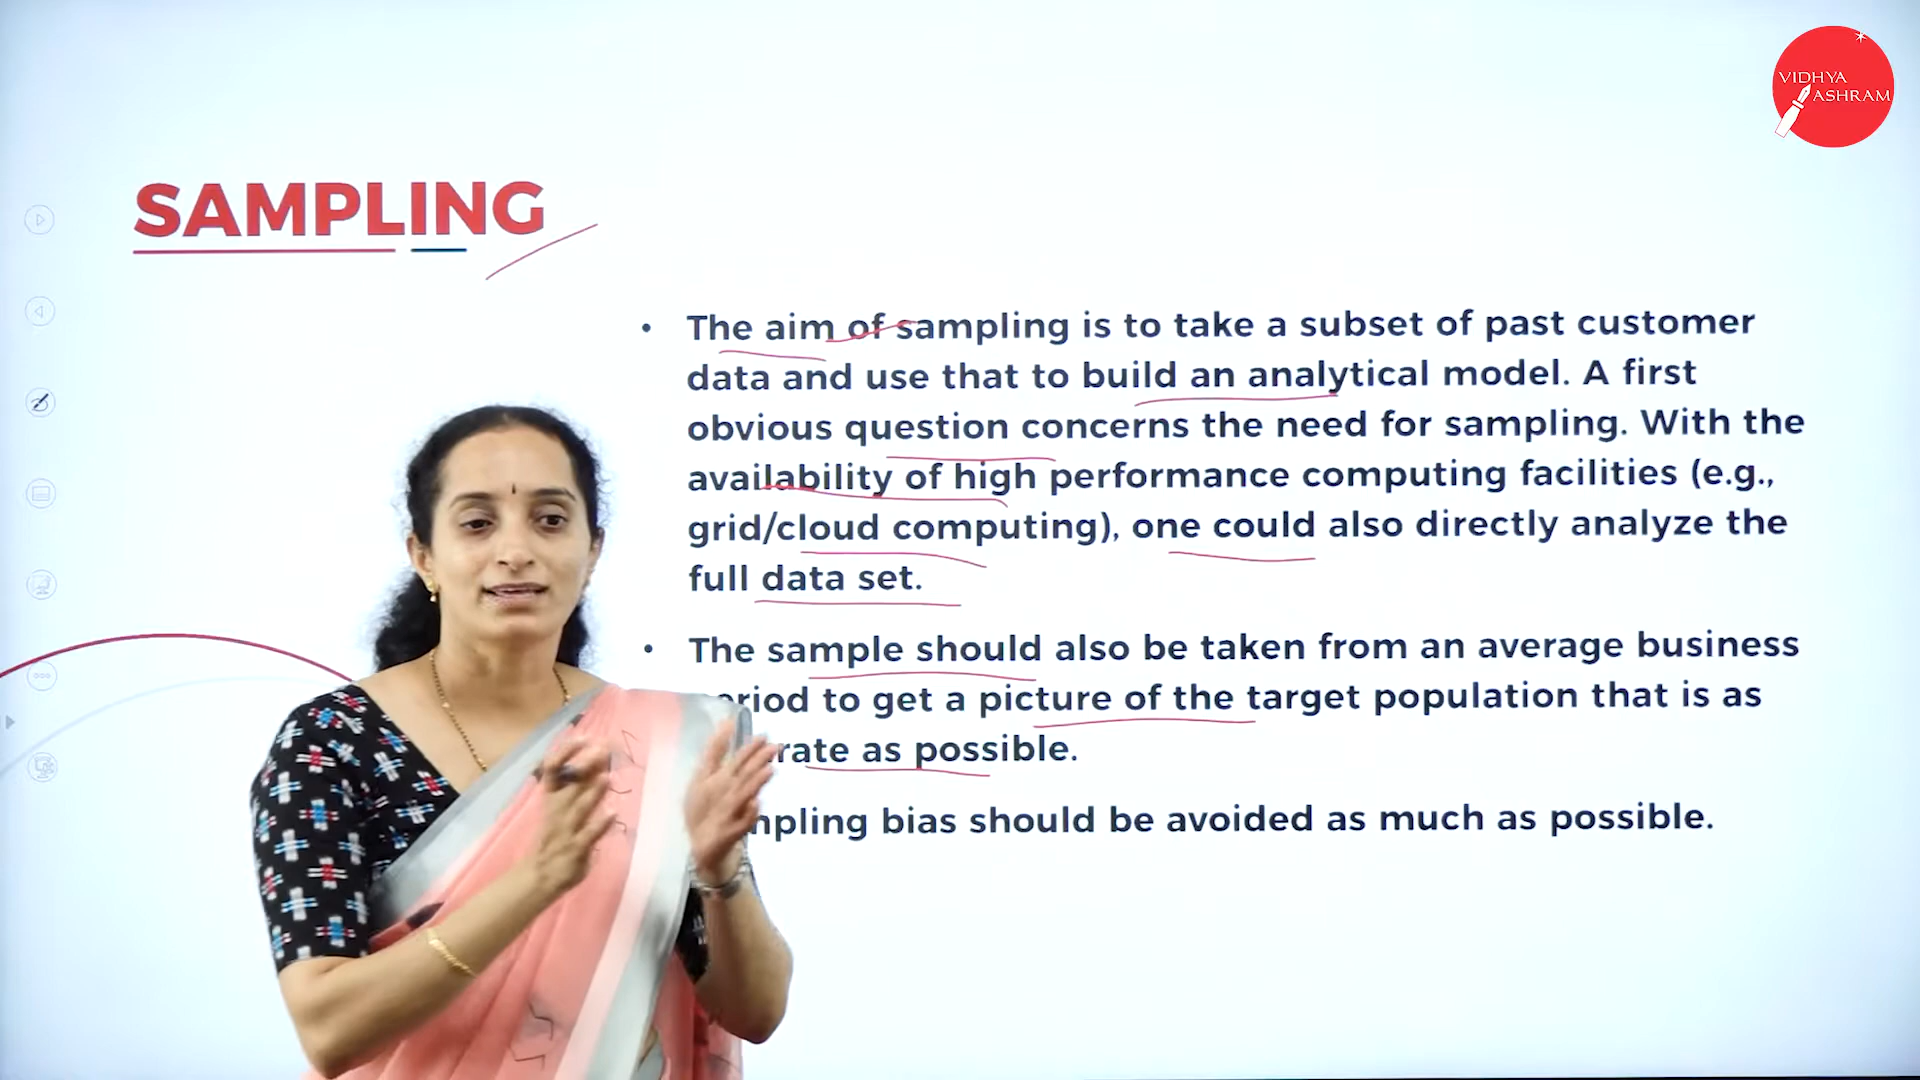 VIDHYA
ASHRAM
SAMPLING
• The aim of sampling is to take a subset of past customer
data and use that to build an analytical model. A first
obvious question concerns the need for sampling. With the
availability of high performance computing facilities (e.g.,
grid/cloud computing), one could also directly analyze the
full data set.
• The sample should also be taken from an average business
to get a picture of the target population that is as
as possible.
bias should be avoided as much as possible.